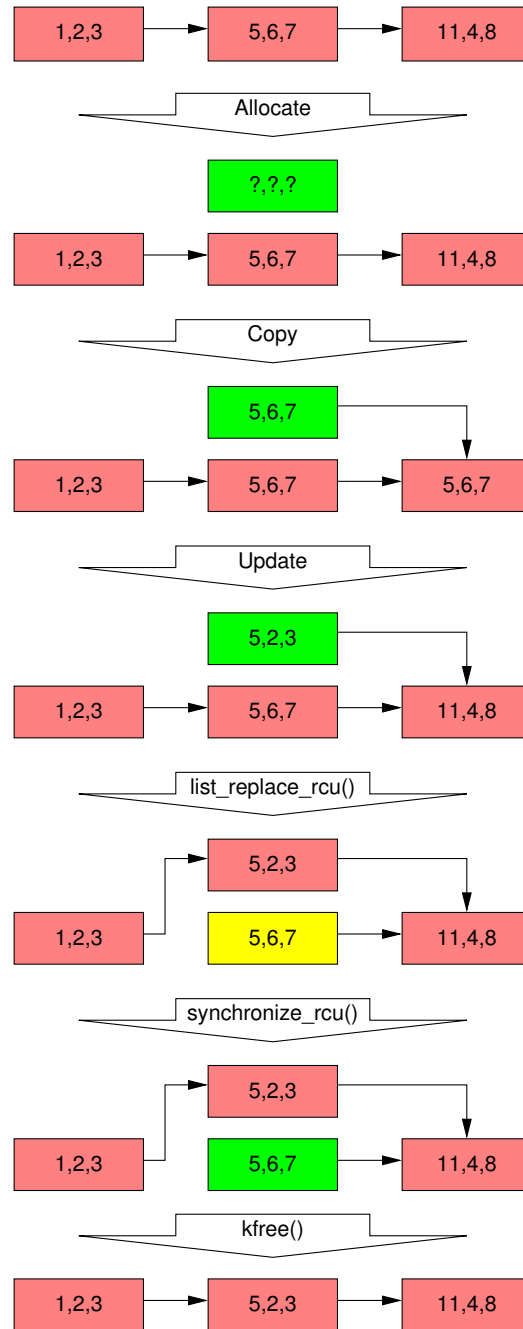 1,2,3 5,6,7 11,4,8
Allocate
?,?,?
1,2,3 5,6,7 11,4,8
Copy
5,6,7
1,2,3 5,6,7 5,6,7
Update
5,2,3
1,2,3 5,6,7 11,4,8
list_replace_rcu()
5,2,3
1,2,3 5,6,7 11,4,8
synchronize_rcu()
5,2,3
1,2,3 5,6,7 11,4,8
kfree()
1,2,3 5,2,3 11,4,8